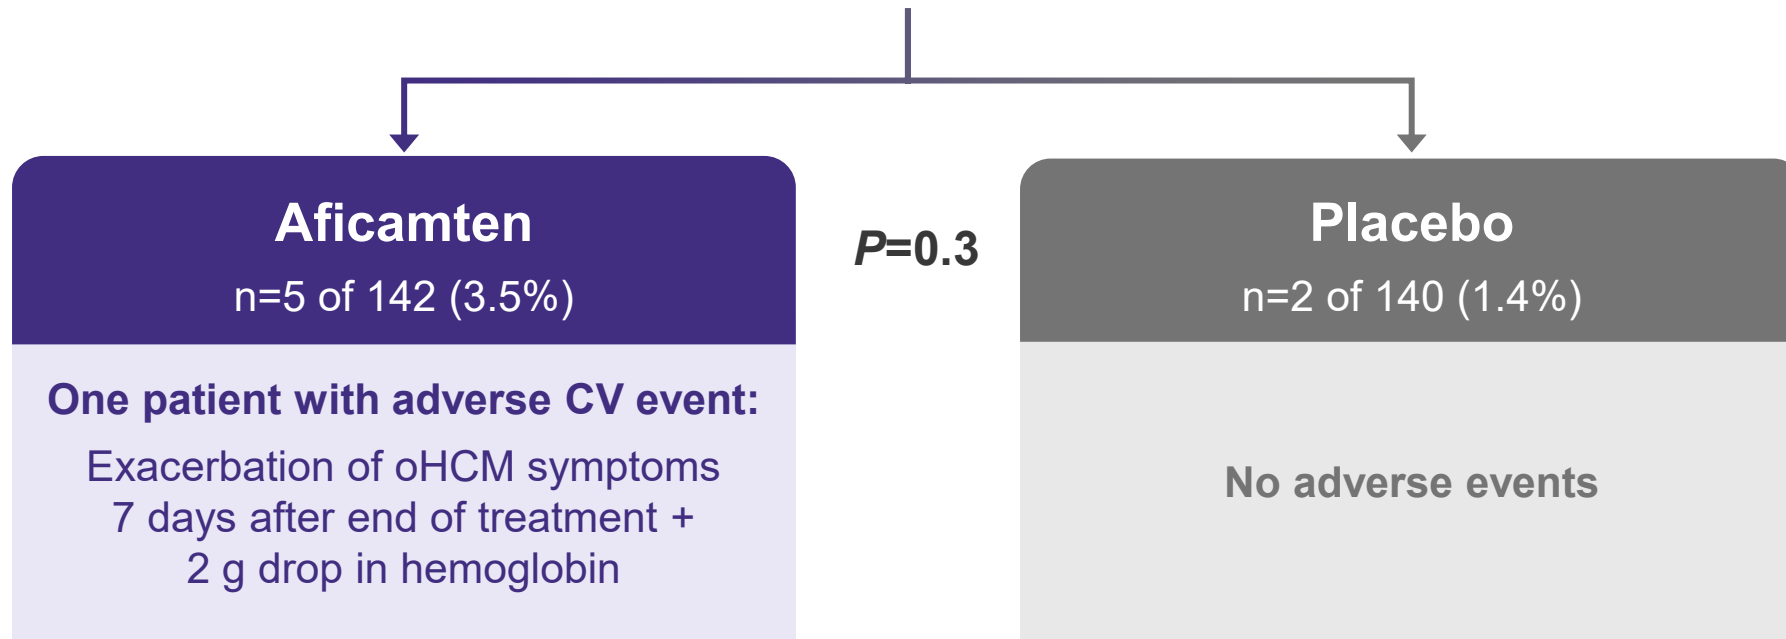 Aficamten
n=5 of 142 (3.5%)
One patient with adverse CV event:
Exacerbation of oHCM symptoms
7 days after end of treatment +
2 g drop in hemoglobin
P=0.3
Placebo
n=2 of 140 (1.4%)
No adverse events